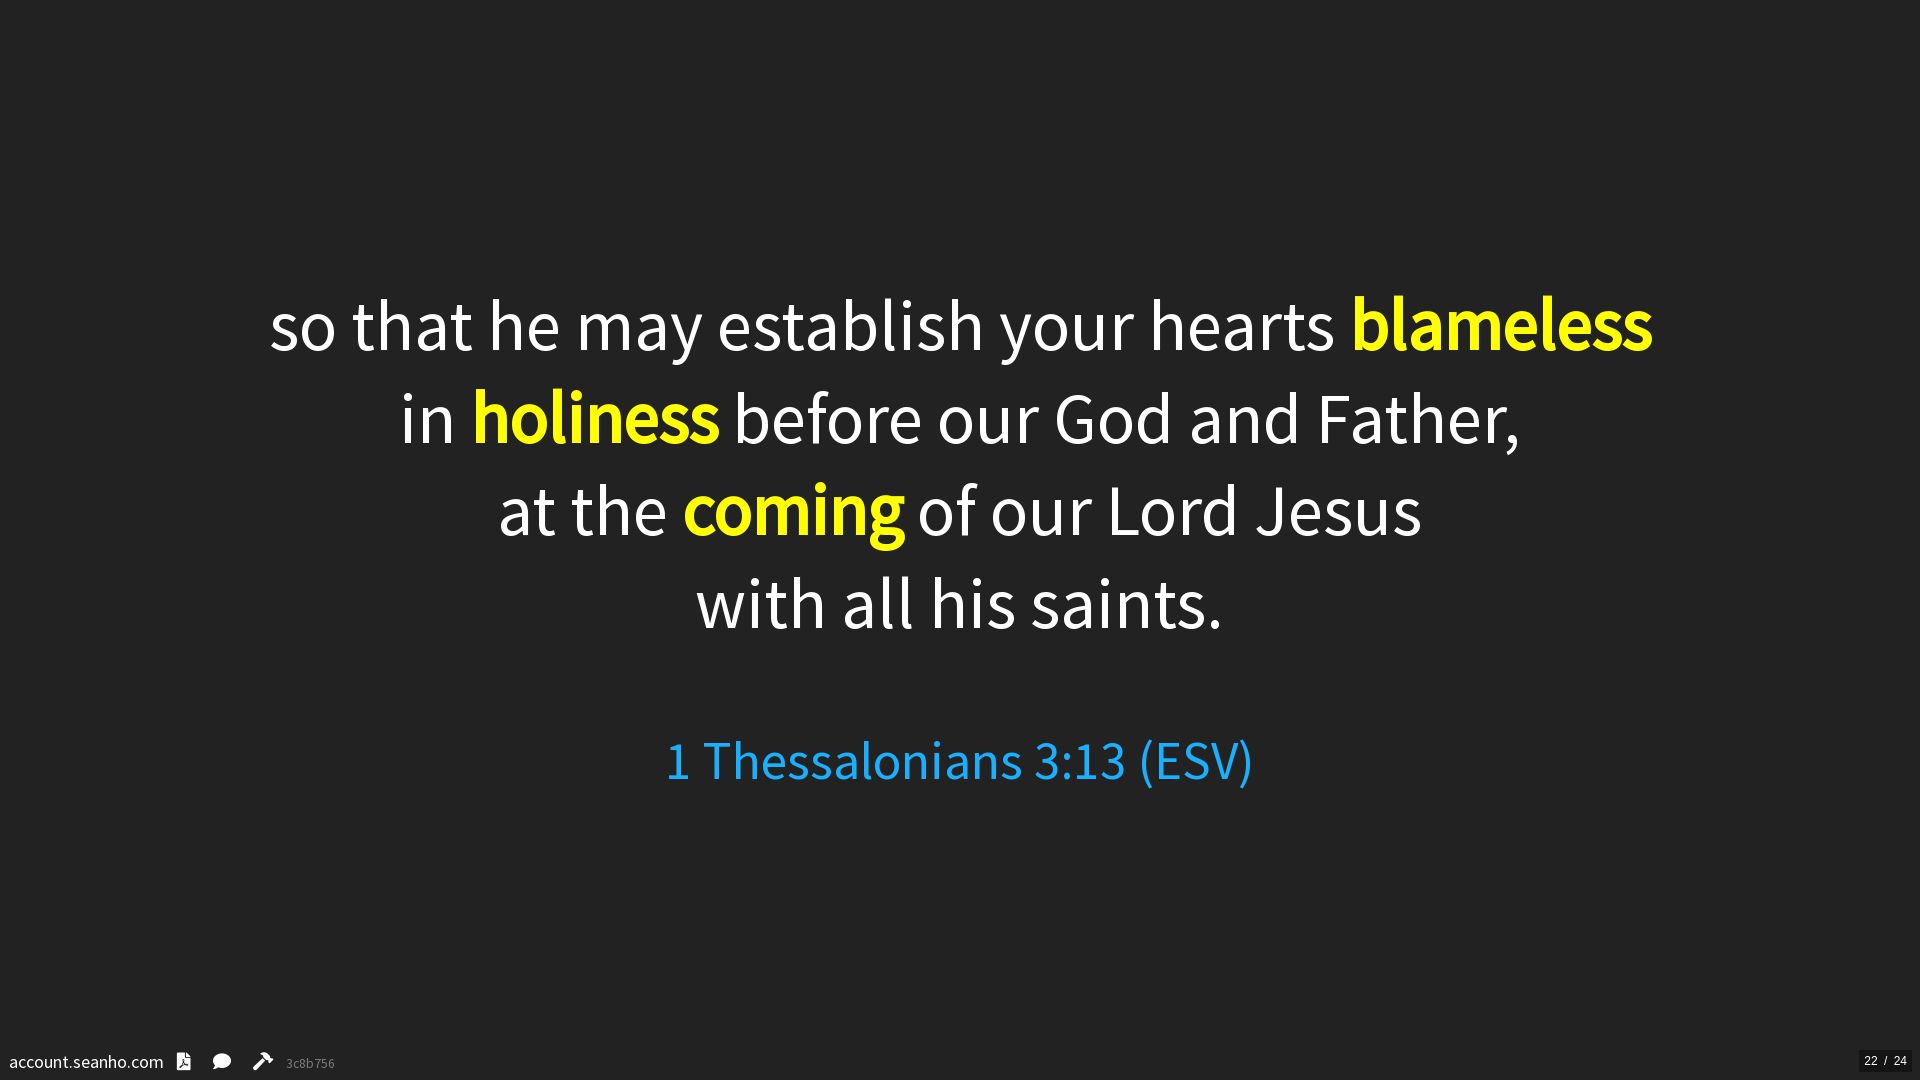 so that he may establish your hearts blameless
in holiness before our God and Father,
at the coming of our Lord Jesus
with all his saints.
1 Thessalonians 3:13 (ESV)
account.seanho.com 3c8b756
22 / 24